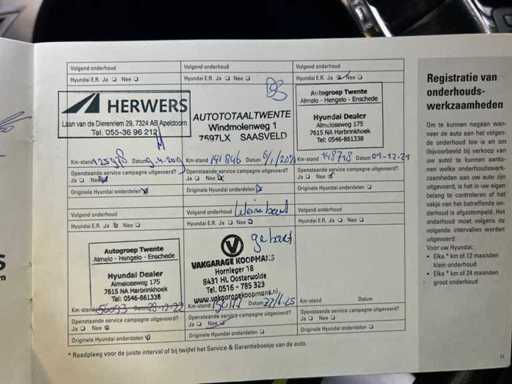 Volgend onderhoud
Hyundai E.R. Ja ☐ Nee ☐
HERWERS
Laan van de Dierenriem 29, 7324 AB Apeldoorn
Tel. 055-36 96 212
Km-stand Datum
Openstaande service campagne uitgevoerd?
Ja ☐ Nee
Originele Hyundai onderdelen
Volgend onderhoud
Hyundai E.R. Ja ☐ Nee ☐
AUTOTOTAALTWENTE
Windmolenweg 1
7597LX SAASVELD
Km-stand 141846 Datum
Openstaande service campagne uitgevoerd?
Ja ☐ Nee
Originele Hyundai onderdelen
Volgend onderhoud
Hyundai E.R. Ja Nee ☐
Autogroep Twente
Almelo - Hengelo - Enschede
Hyundai Dealer
Almeloseweg 175
7615 NA Harbrinkhoek
Tel. 0546-861338
Km-stand Datum
Openstaande service campagne uitgevoerd?
Ja ☐ Nee
Originele Hyundai onderdelen ☐
Volgend onderhoud
Hyundai E.R. Ja Nee ☐
Autogroep Twente
Almelo - Hengelo - Enschede
Hyundai Dealer
Almeloseweg 175
7615 NA Harbrinkhoek
Tel. 0546-861338
Km-stand Datum
Openstaande service campagne uitgevoerd?
Ja ☐ Nee
Originele Hyundai onderdelen
Volgend onderhoud
Hyundai E.R. Ja ☐ Nee ☐
VAKGARAGE KOOPMANS
Hornleger 18
8431 HL Oosterwolde
Tel. 0516 - 785 323
www.vakgaragekoopmans.nl
Km-stand Datum 22/1-25
Openstaande service campagne uitgevoerd?
Ja ☐ Nee ☐
Originele Hyundai onderdelen
Volgend onderhoud
Hyundai E.R. Ja ☐ Nee ☐
Km-stand Datum
Openstaande service campagne uitgevoerd?
Ja ☐ Nee ☐
Originele Hyundai onderdelen ☐
* Raadpleeg voor de juiste interval of bij twijfel het Service & Garantieboekje van de auto.
Registratie van
onderhouds-
werkzaamheden
Om te kunnen nagaan wan-
neer de auto aan het volgen-
de onderhoud toe is en om
(bijvoorbeeld bij verkoop van
uw auto) te kunnen aanto-
nen welke onderhoudswerk-
zaamheden aan uw auto zijn
uitgevoerd, is het in uw eigen
belang te controleren of het
vakje van het betreffende on-
derhoud is afgestempeld. Het
onderhoud moet volgens de
volgende intervallen worden
uitgevoerd:
Voor uw Hyundai:
• Elke * km of 12 maanden
klein onderhoud
• Elke * km of 24 maanden
groot onderhoud